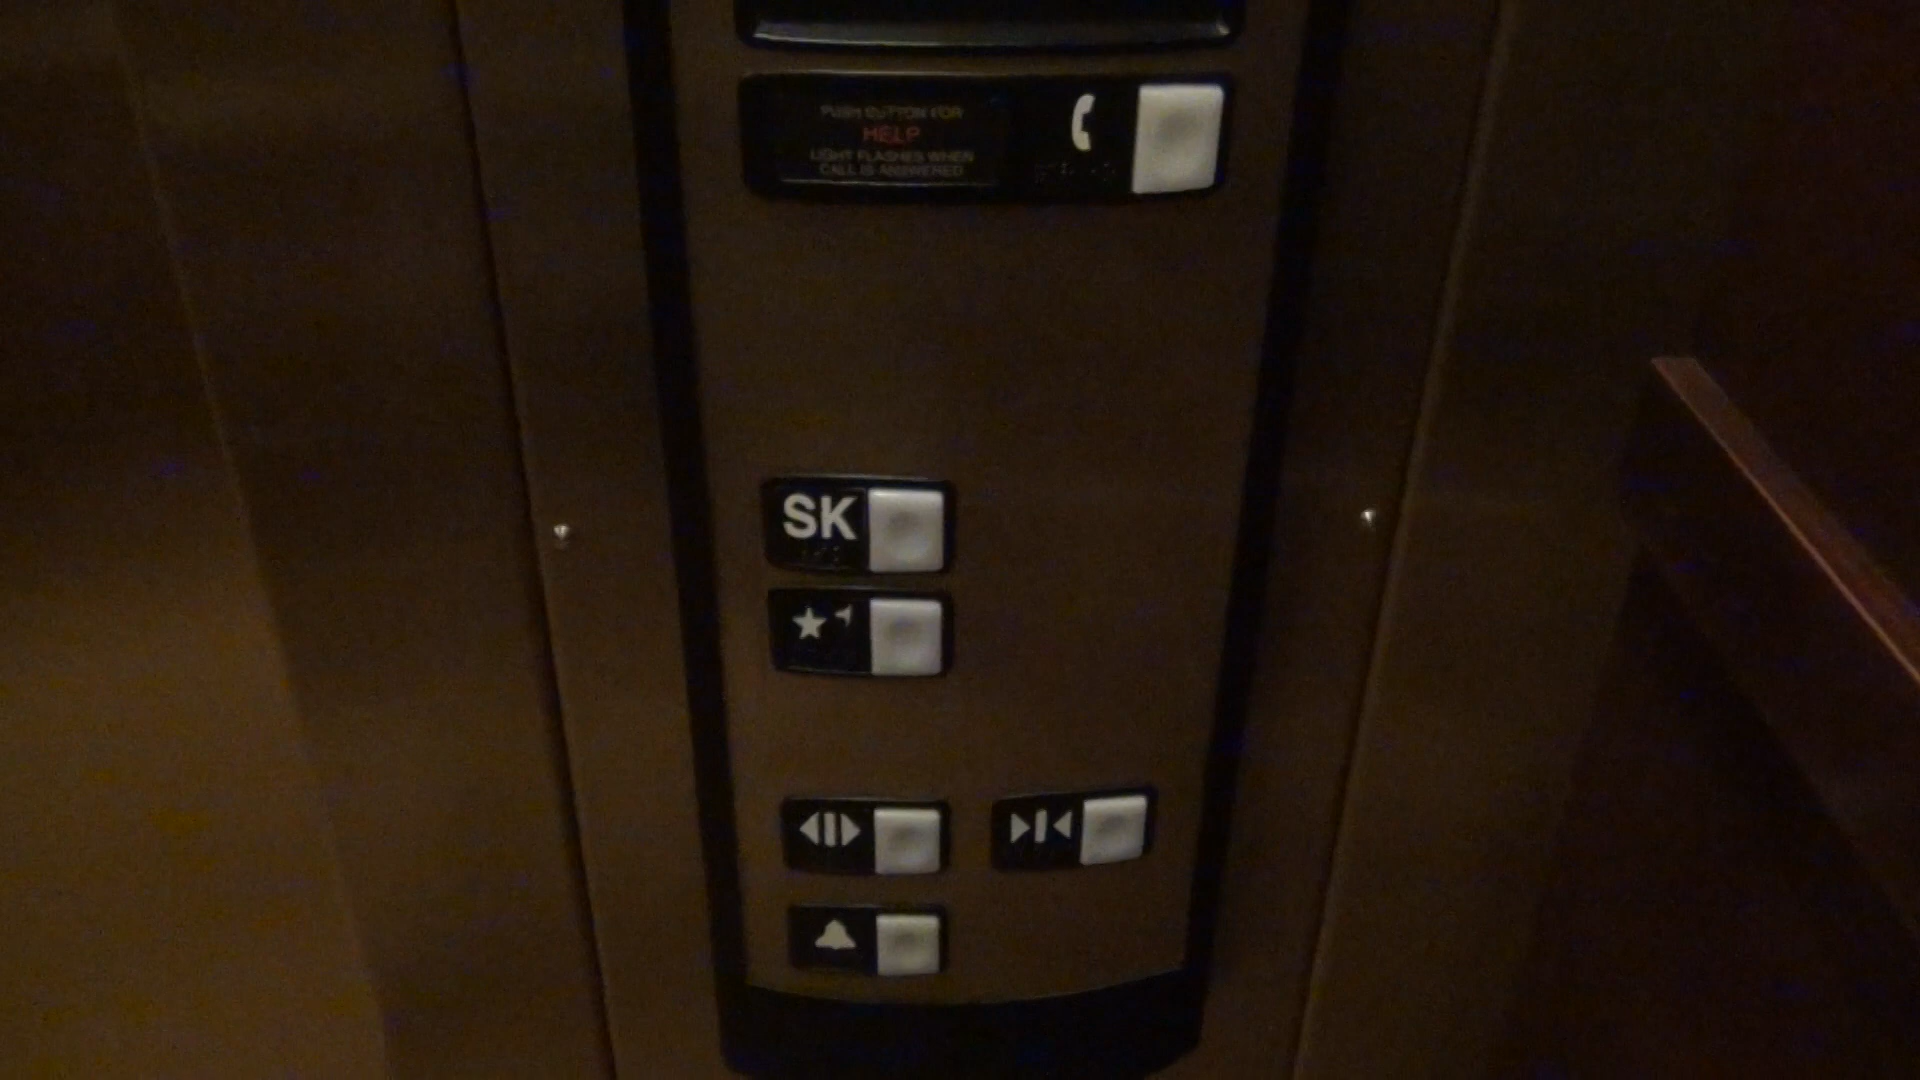 PUSH BUTTON FOR
HELP
LIGHT FLASHES WHEN
CALL IS ANSWERED
SK